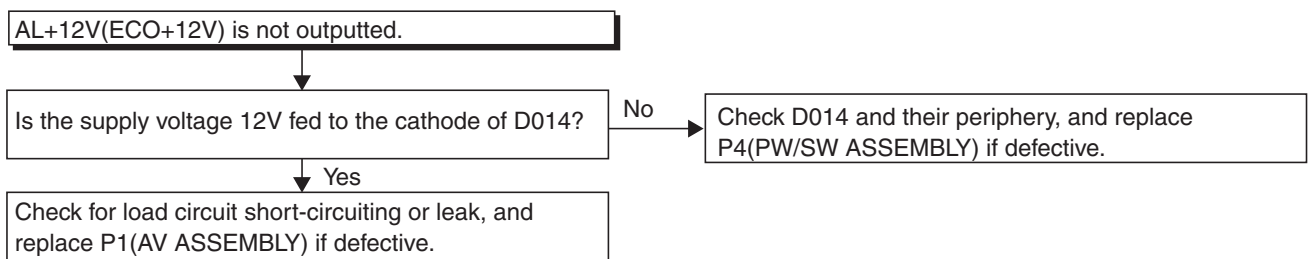 AL+12V(ECO+12V) is not outputted.
Is the supply voltage 12V fed to the cathode of D014?
No
Check D014 and their periphery, and replace
P4(PW/SW ASSEMBLY) if defective.
Yes
Check for load circuit short-circuiting or leak, and
replace P1(AV ASSEMBLY) if defective.